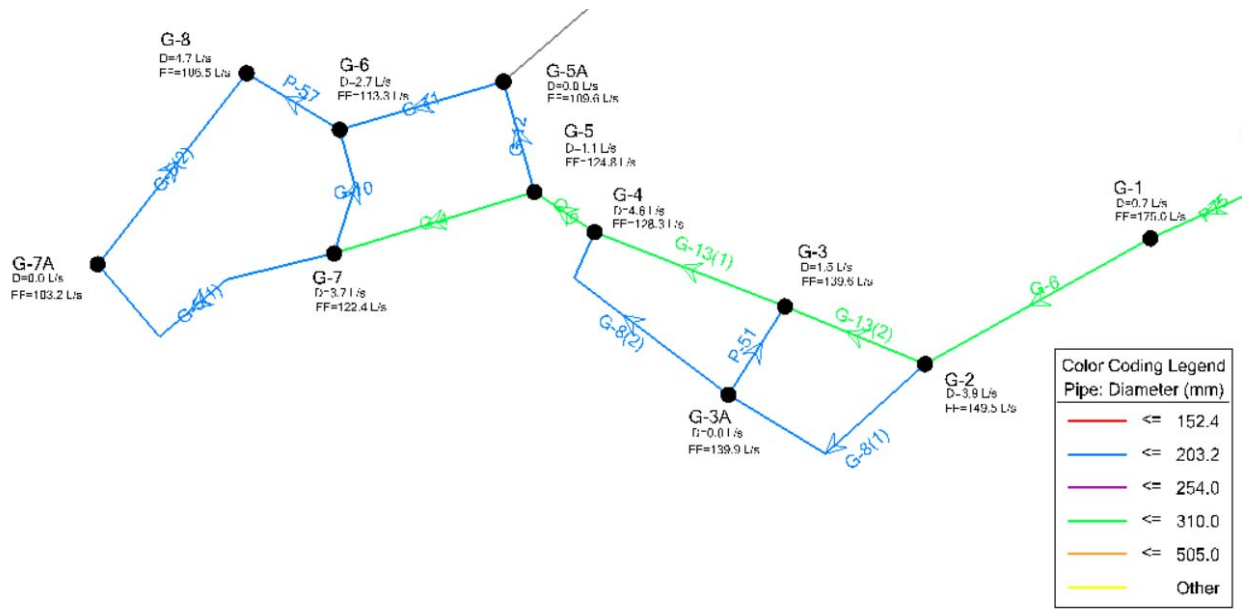 G-8
D=4.7 L/s
FF=106.5 L/s
P-57
G-6
D=2.7 L/s
FF=113.3 L/s
G-11
G-5A
D=0.0 L/s
FF=109.6 L/s
G-12
G-5
D=1.1 L/s
FF=124.8 L/s
G-10
G-4
D=4.6 L/s
FF=128.3 L/s
G-1
D=0.7 L/s
FF=175.0 L/s
G-7A
D=0.0 L/s
FF=103.2 L/s
G-7
D=3.7 L/s
FF=122.4 L/s
G-13(1)
G-3
D=1.5 L/s
FF=139.6 L/s
G-6
G-8(2)
P-51
G-13(2)
G-2
D=3.9 L/s
FF=149.5 L/s
G-3A
D=0.0 L/s
FF=139.9 L/s
G-8(1)
Color Coding Legend
Pipe: Diameter (mm)
<= 152.4
<= 203.2
<= 254.0
<= 310.0
<= 505.0
Other